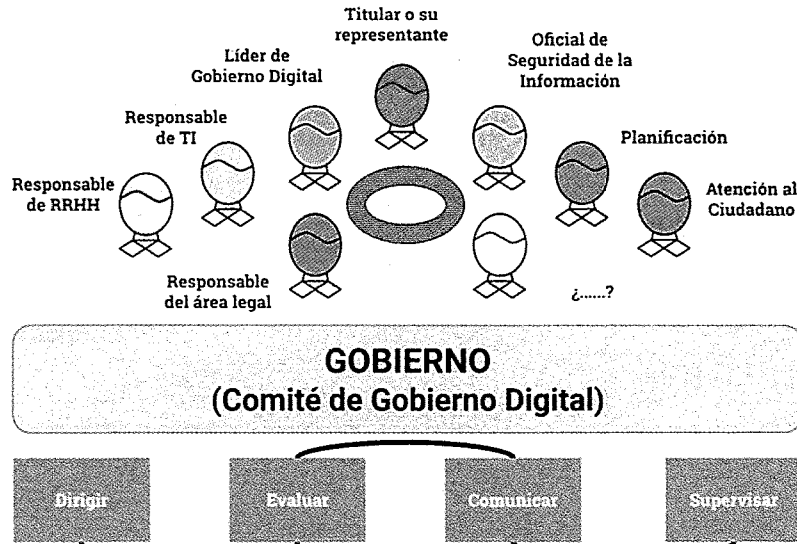 Titular o su
representante
Líder de
Gobierno Digital
Oficial de
Seguridad de la
Información
Responsable
de TI
Planificación
Responsable
de RRHH
Atención al
Ciudadano
Responsable
del área legal
¿......?
GOBIERNO
(Comité de Gobierno Digital)
Dirigir
Evaluar
Comunicar
Supervisar